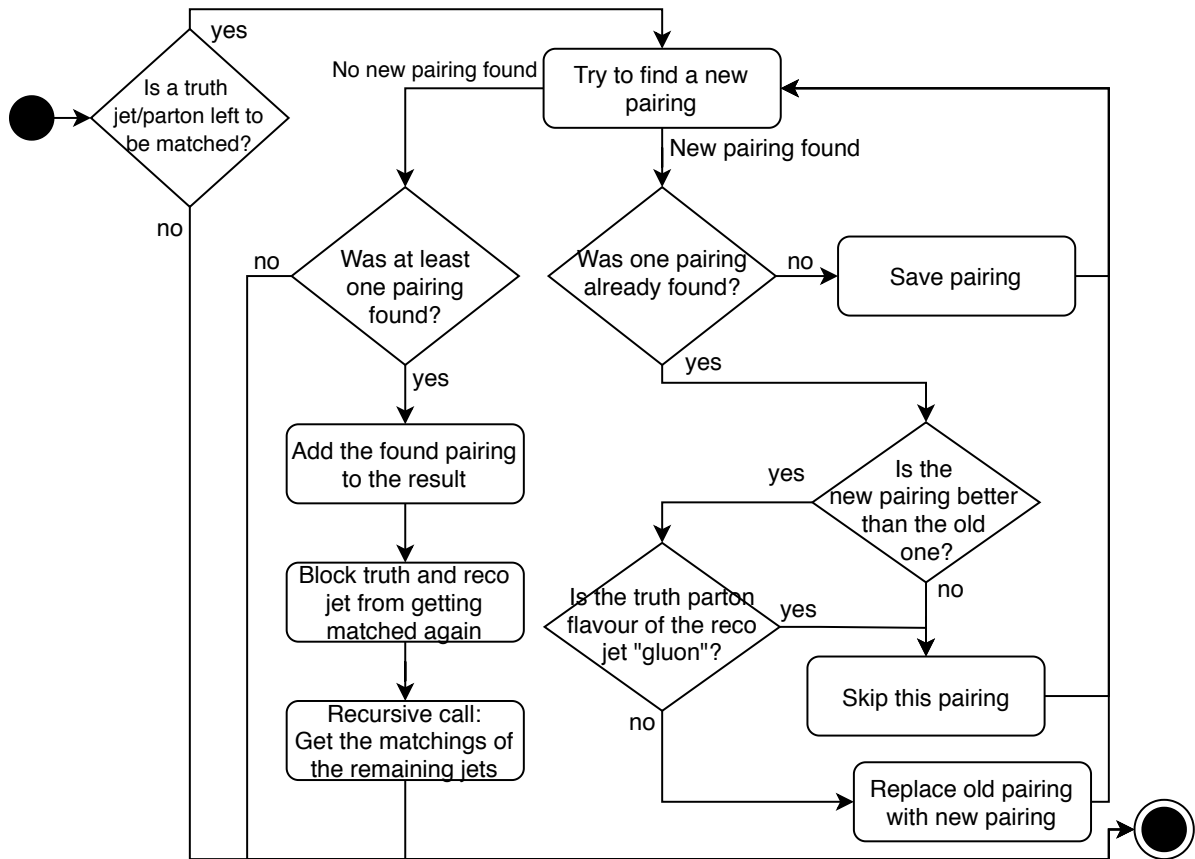 yes
Is a truth
jet/parton left to
be matched?
no
Try to find a new
pairing
No new pairing found
New pairing found
Was at least
one pairing
found?
no
yes
Was one pairing
already found?
no
yes
Save pairing
Add the found pairing
to the result
Is the
new pairing better
than the old
one?
yes
no
Block truth and reco
jet from getting
matched again
Is the truth parton
flavour of the reco
jet "gluon"?
yes
no
Skip this pairing
Recursive call:
Get the matchings of
the remaining jets
Replace old pairing
with new pairing